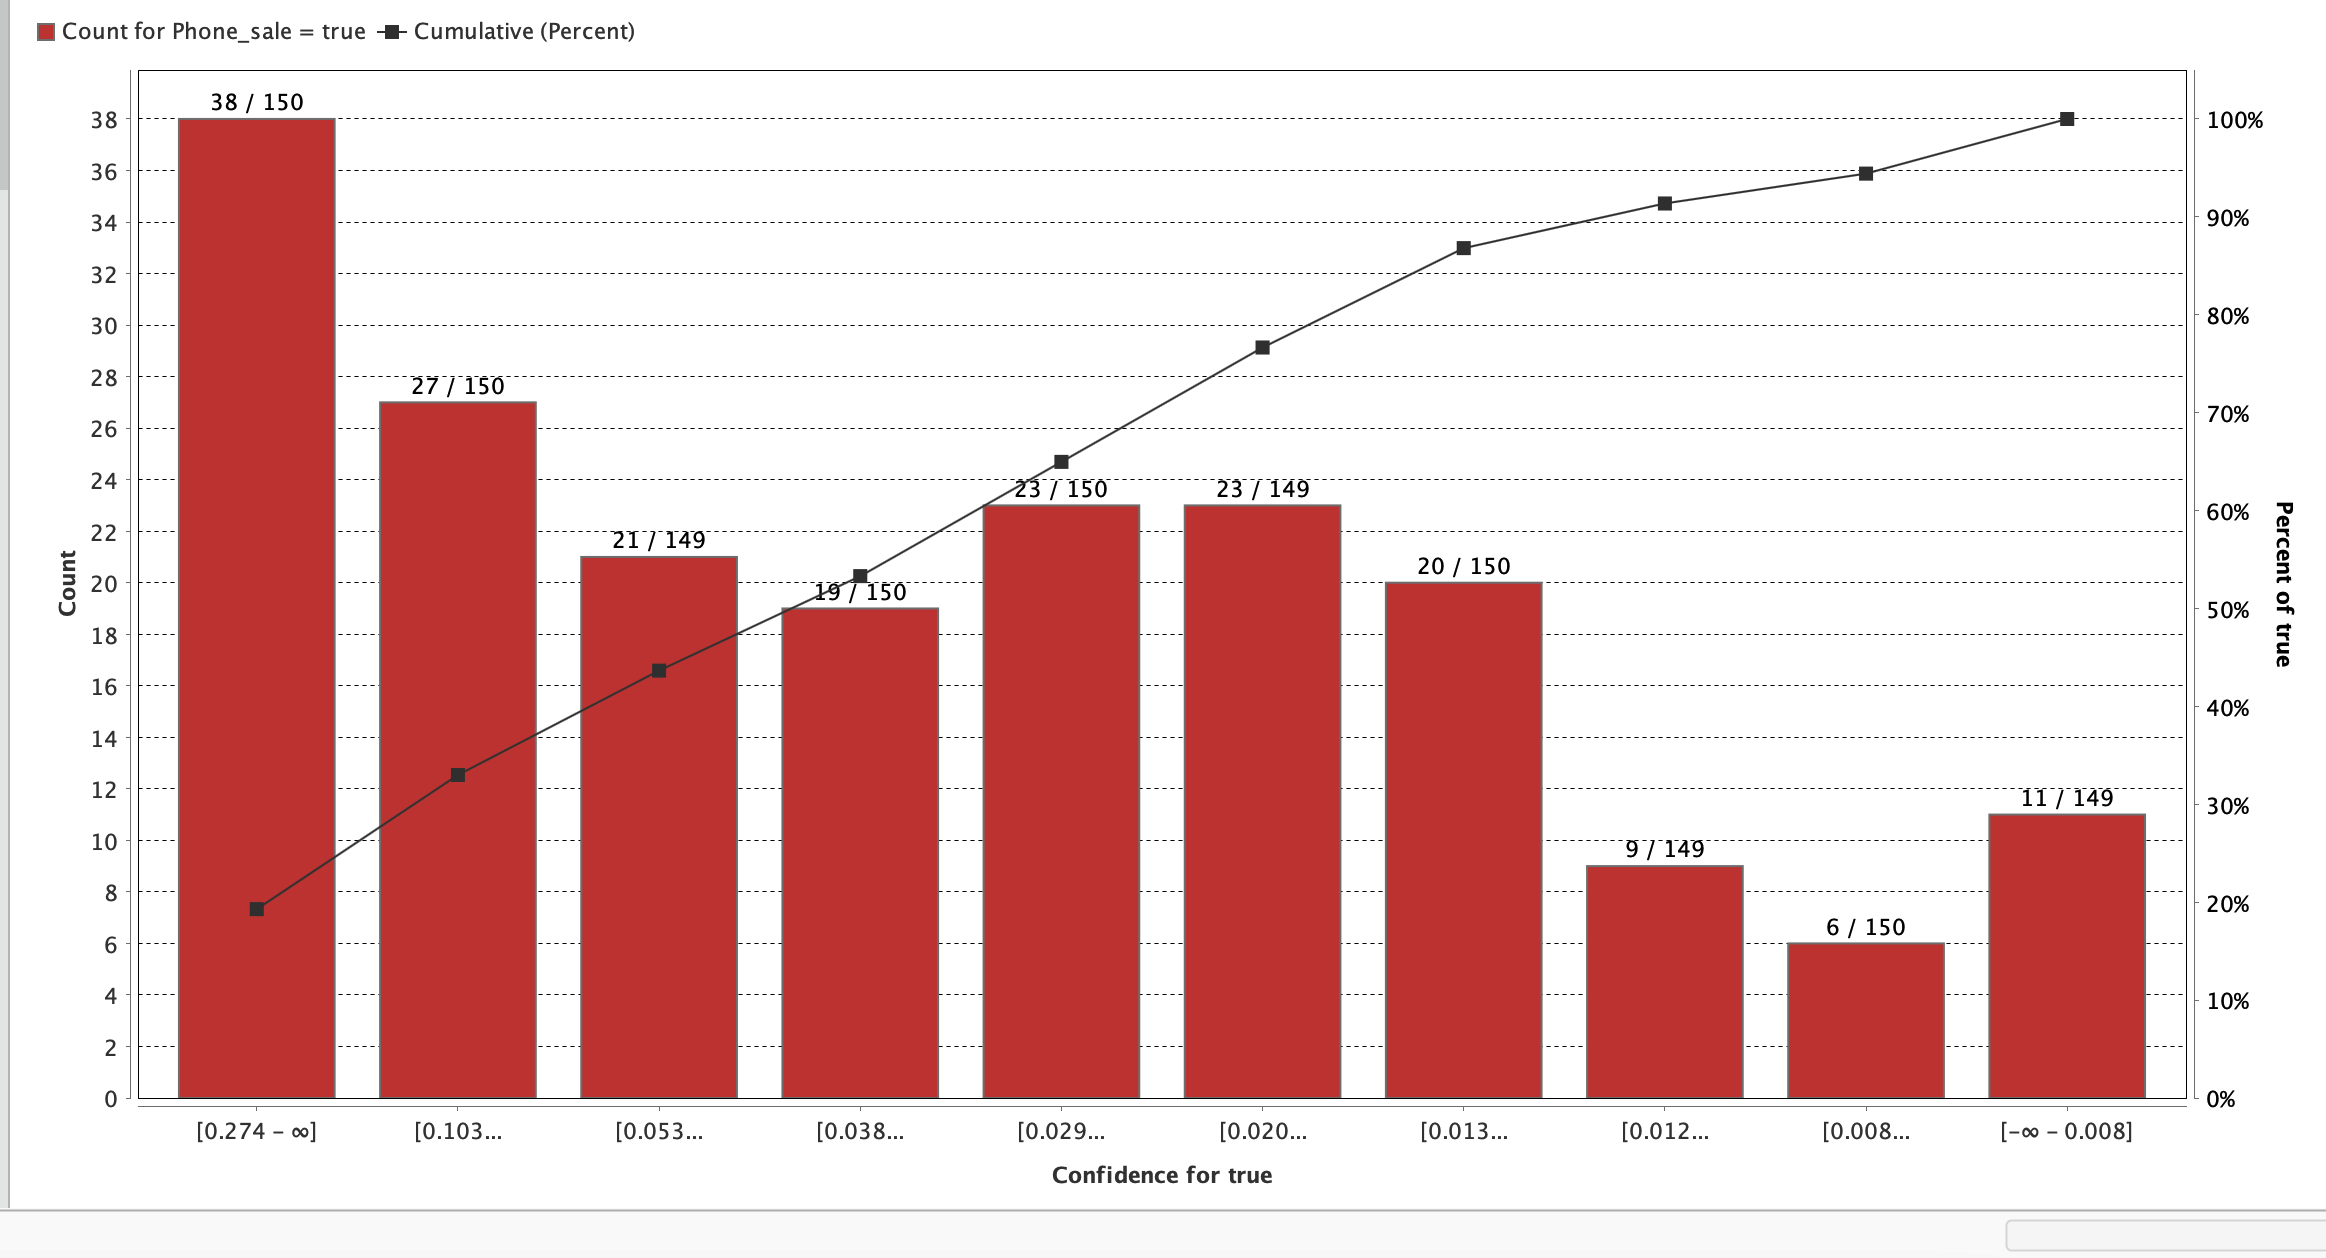 Count for Phone_sale = true Cumulative (Percent)
38 / 150
27 / 150
21 / 149
19 / 150
23 / 150
23 / 149
20 / 150
9 / 149
6 / 150
11 / 149
38
36
34
32
30
28
26
24
22
20
18
16
14
12
10
8
6
4
2
0
Count
100%
90%
80%
70%
60%
50%
40%
30%
20%
10%
0%
Percent of true
[0.274 – ∞] [0.103... [0.053... [0.038... [0.029... [0.020... [0.013... [0.012... [0.008... [–∞ – 0.008]
Confidence for true